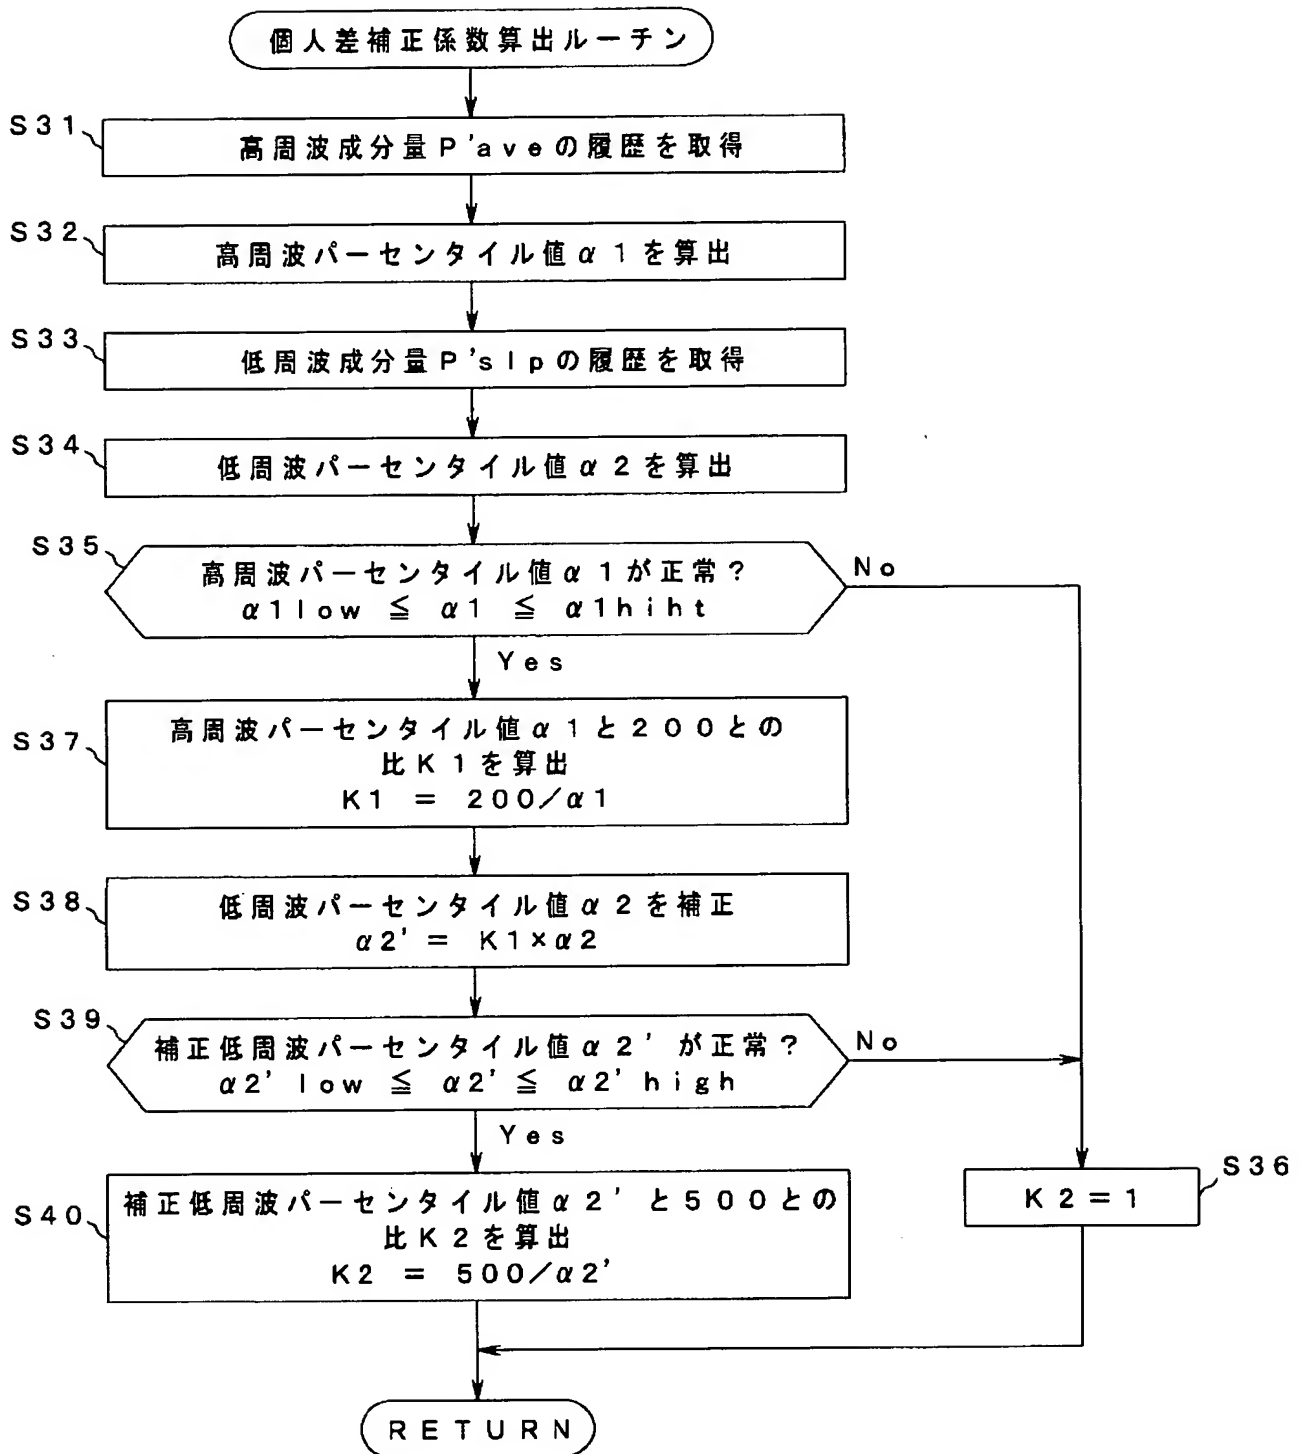 個人差補正係数算出ルーチン
S31
高周波成分量P'aveの履歴を取得
S32
高周波パーセンタイル値α1を算出
S33
低周波成分量P'slpの履歴を取得
S34
低周波パーセンタイル値α2を算出
S35
高周波パーセンタイル値α1が正常?
α1low ≦ α1 ≦ α1hiht
No
Yes
S37
高周波パーセンタイル値α1と200との
比K1を算出
K1 = 200/α1
S38
低周波パーセンタイル値α2を補正
α2' = K1×α2
S39
補正低周波パーセンタイル値α2'が正常?
α2'low ≦ α2' ≦ α2'high
No
Yes
S40
補正低周波パーセンタイル値α2'と500との
比K2を算出
K2 = 500/α2'
S36
K2=1
RETURN